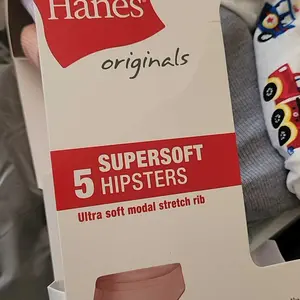 Hanes®
originals
5 SUPERSOFT
HIPSTERS
Ultra soft modal stretch rib